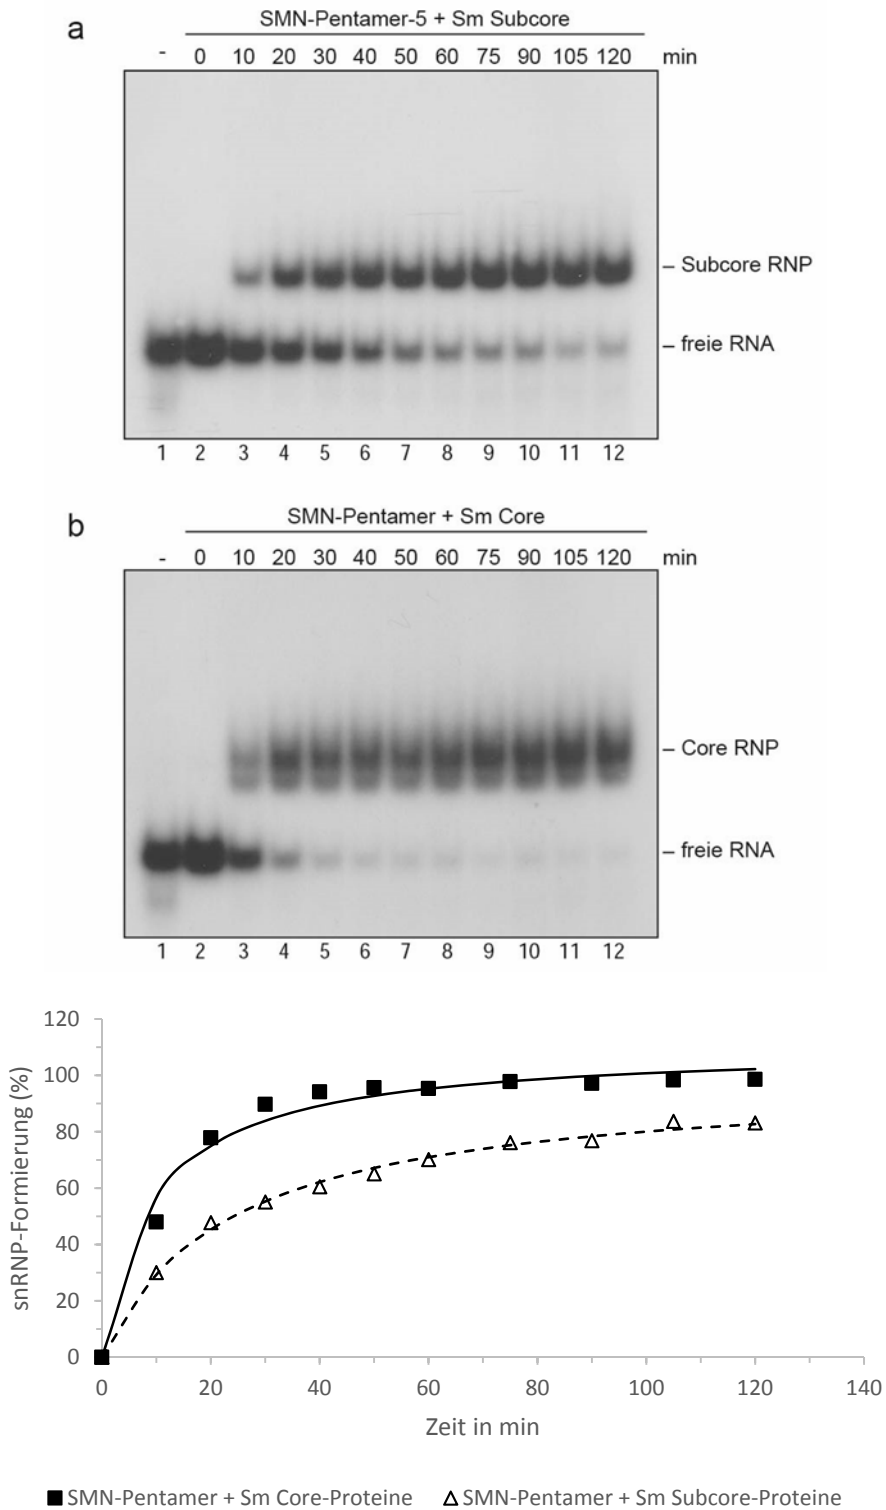 a
SMN-Pentamer-5 + Sm Subcore
- 0 10 20 30 40 50 60 75 90 105 120 min
– Subcore RNP
– freie RNA
1 2 3 4 5 6 7 8 9 10 11 12
b
SMN-Pentamer + Sm Core
- 0 10 20 30 40 50 60 75 90 105 120 min
– Core RNP
– freie RNA
1 2 3 4 5 6 7 8 9 10 11 12
snRNP-Formierung (%)
120
100
80
60
40
20
0
0 20 40 60 80 100 120 140
Zeit in min
SMN-Pentamer + Sm Core-Proteine
SMN-Pentamer + Sm Subcore-Proteine